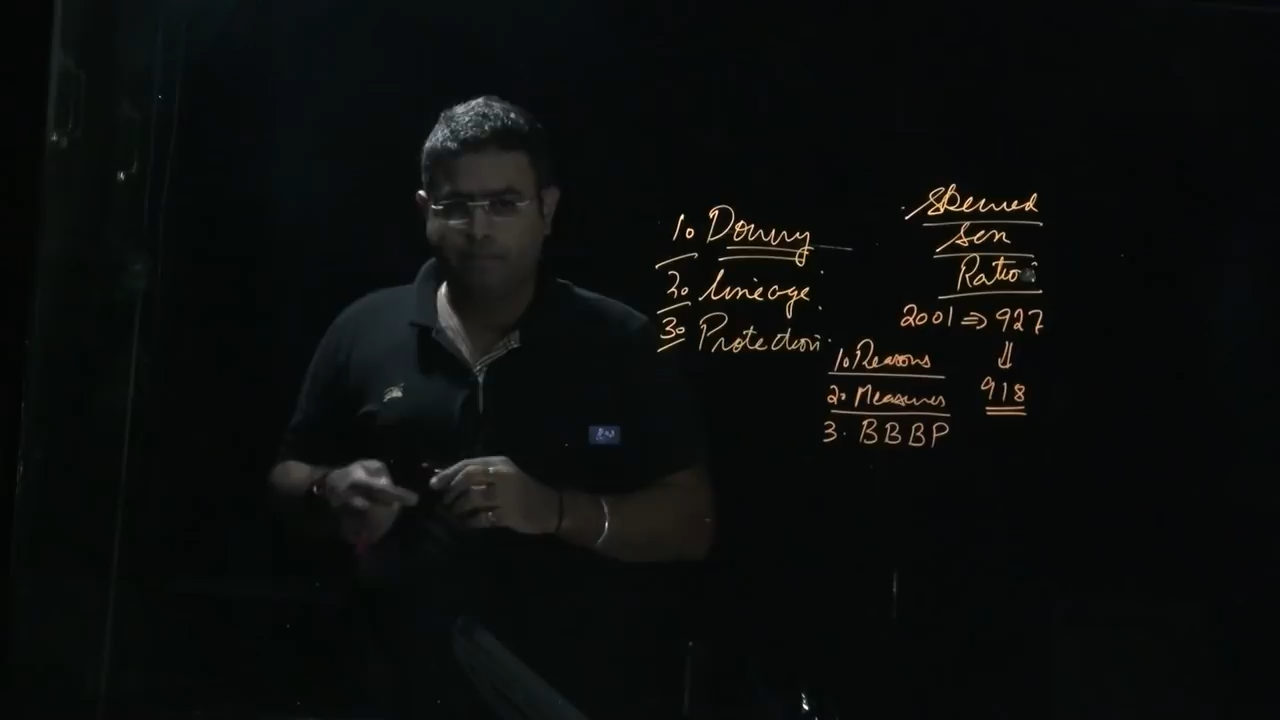 1. Dowry
2. lineage.
3. Protection.
Skewed
Sex
Ratio:
2001 ⇒ 927
⇓
918
1. Reasons
2. Measures
3. BBBP